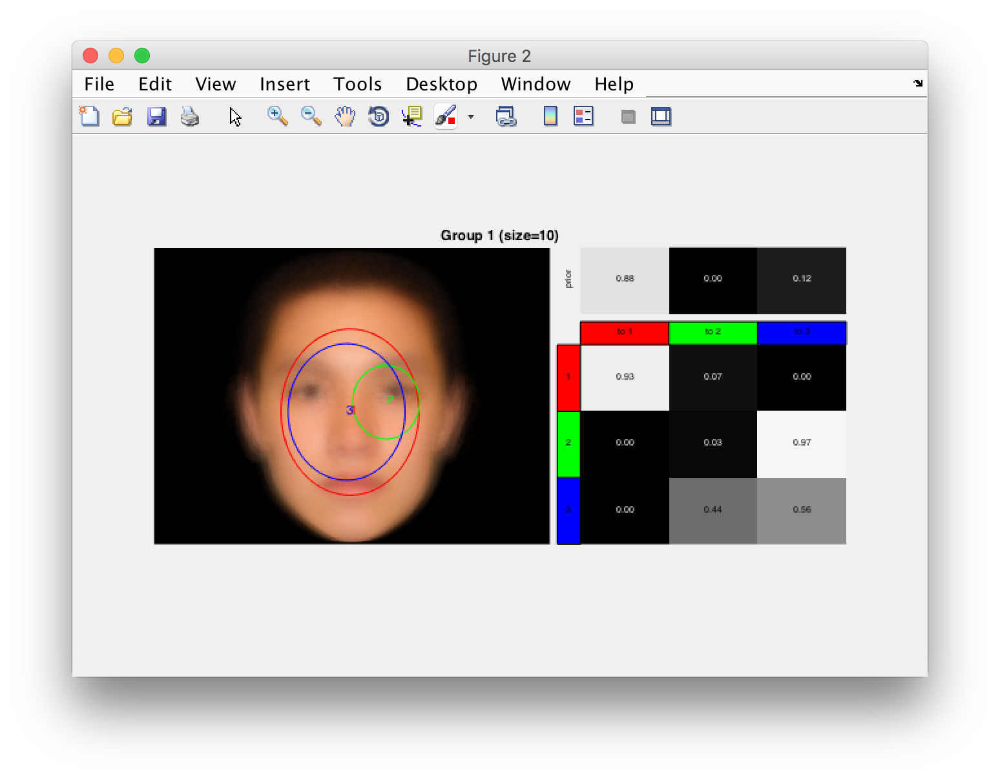 Figure 2
File Edit View Insert Tools Desktop Window Help
Group 1 (size=10)
prior 0.88 0.00 0.12
to 1 to 2 to 3
1 0.93 0.07 0.00
2 0.00 0.03 0.97
3 0.00 0.44 0.56
2
3